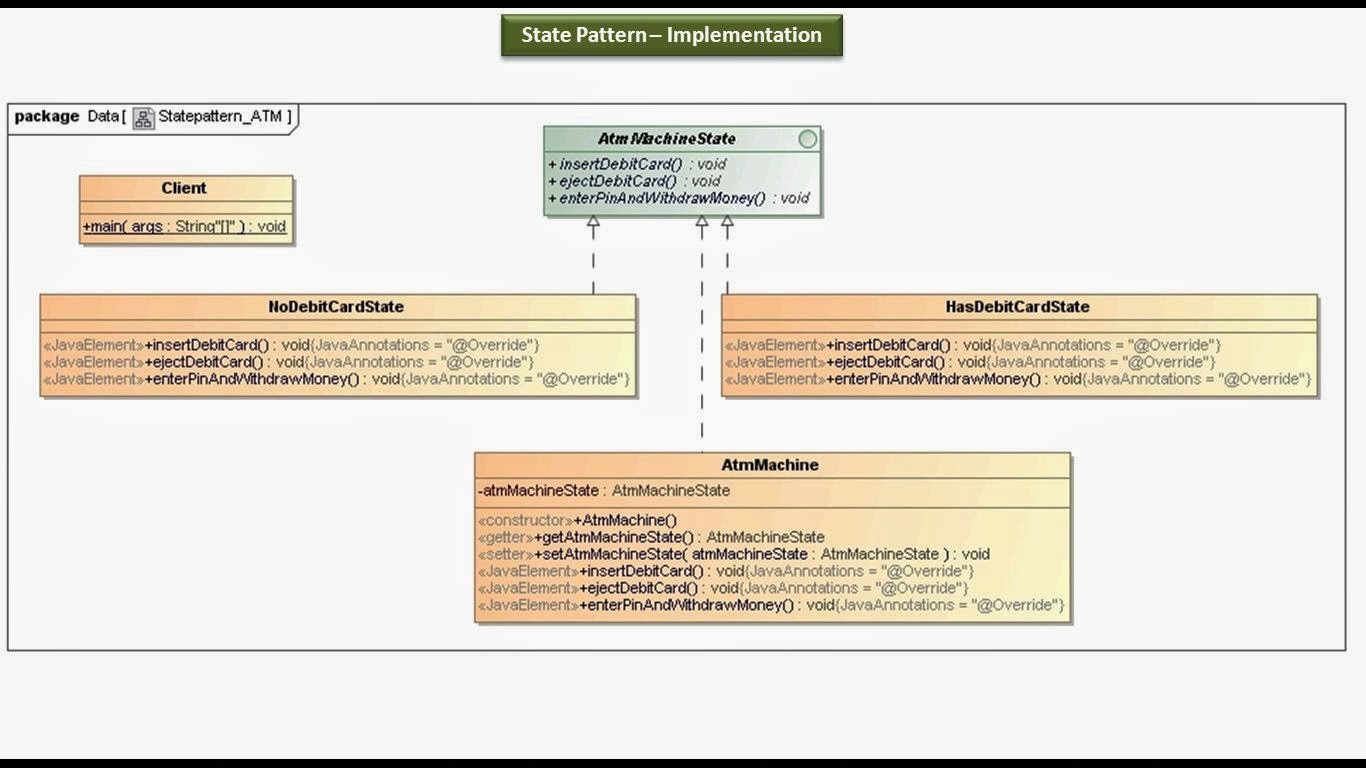 State Pattern – Implementation
package Data[ Statepattern_ATM ]
AtmMachineState
+ insertDebitCard() : void
+ ejectDebitCard() : void
+ enterPinAndWithdrawMoney() : void
Client
+main( args : String"[]" ) : void
NoDebitCardState
«JavaElement»+insertDebitCard() : void{JavaAnnotations = "@Override"}
«JavaElement»+ejectDebitCard() : void{JavaAnnotations = "@Override"}
«JavaElement»+enterPinAndWithdrawMoney() : void{JavaAnnotations = "@Override"}
HasDebitCardState
«JavaElement»+insertDebitCard() : void{JavaAnnotations = "@Override"}
«JavaElement»+ejectDebitCard() : void{JavaAnnotations = "@Override"}
«JavaElement»+enterPinAndWithdrawMoney() : void{JavaAnnotations = "@Override"}
AtmMachine
-atmMachineState : AtmMachineState
«constructor»+AtmMachine()
«getter»+getAtmMachineState() : AtmMachineState
«setter»+setAtmMachineState( atmMachineState : AtmMachineState ) : void
«JavaElement»+insertDebitCard() : void{JavaAnnotations = "@Override"}
«JavaElement»+ejectDebitCard() : void{JavaAnnotations = "@Override"}
«JavaElement»+enterPinAndWithdrawMoney() : void{JavaAnnotations = "@Override"}